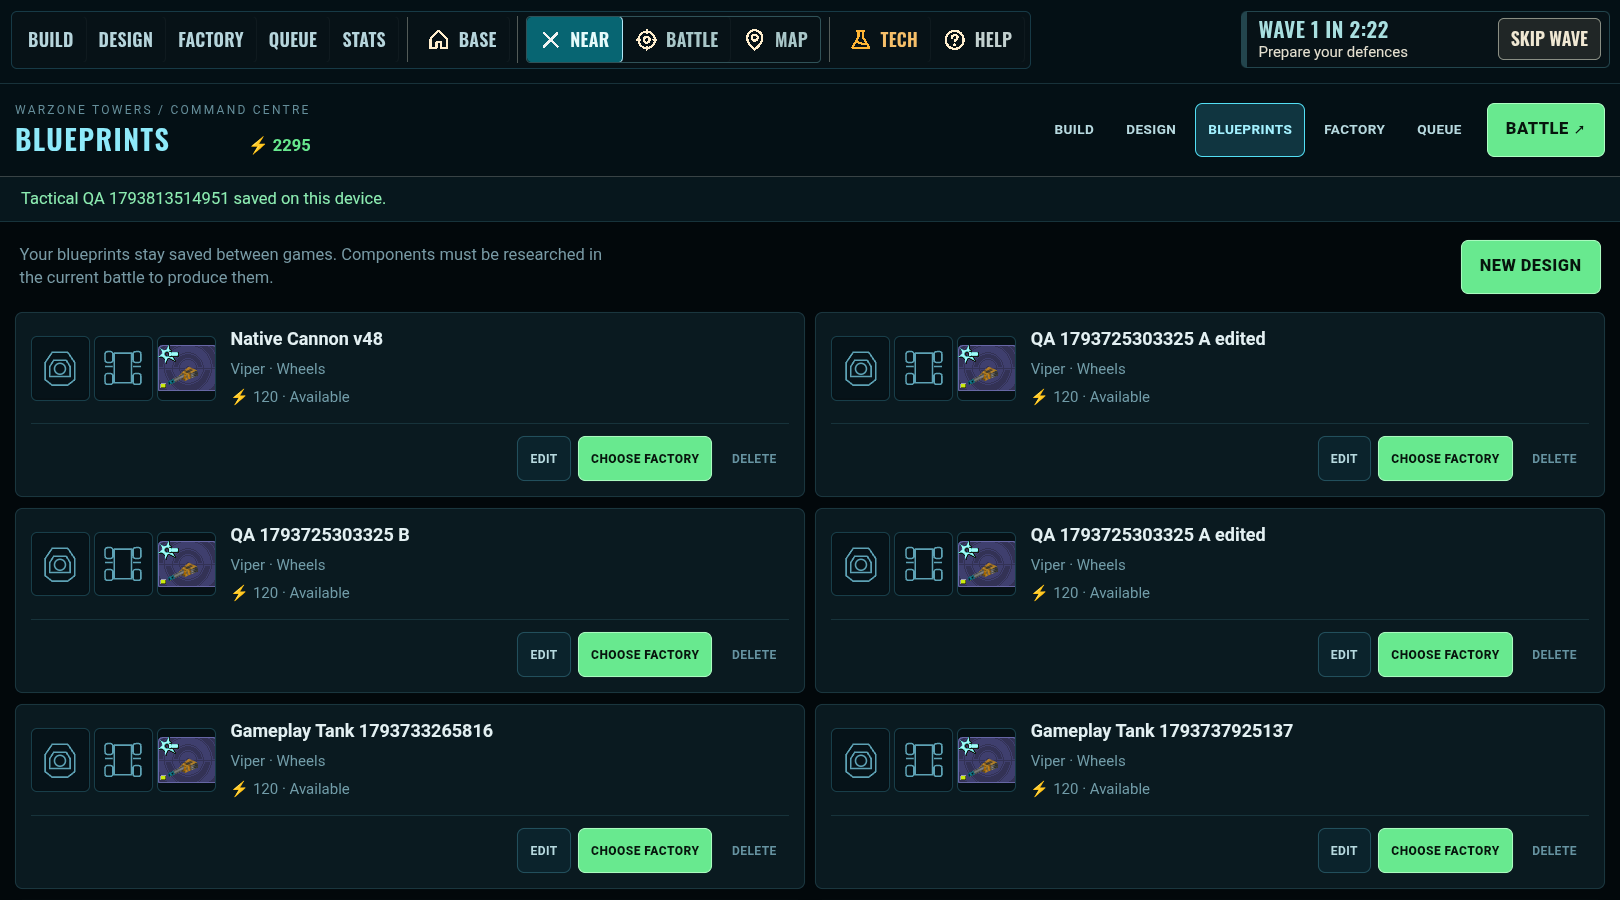 BUILD DESIGN FACTORY QUEUE STATS BASE NEAR BATTLE MAP TECH HELP
WAVE 1 IN 2:22
Prepare your defences
SKIP WAVE
WARZONE TOWERS / COMMAND CENTRE
BLUEPRINTS
⚡ 2295
BUILD DESIGN BLUEPRINTS FACTORY QUEUE BATTLE ↗
Tactical QA 1793813514951 saved on this device.
Your blueprints stay saved between games. Components must be researched in
the current battle to produce them.
NEW DESIGN
Native Cannon v48
Viper · Wheels
⚡ 120 · Available
EDIT CHOOSE FACTORY DELETE
QA 1793725303325 A edited
Viper · Wheels
⚡ 120 · Available
EDIT CHOOSE FACTORY DELETE
QA 1793725303325 B
Viper · Wheels
⚡ 120 · Available
EDIT CHOOSE FACTORY DELETE
QA 1793725303325 A edited
Viper · Wheels
⚡ 120 · Available
EDIT CHOOSE FACTORY DELETE
Gameplay Tank 1793733265816
Viper · Wheels
⚡ 120 · Available
EDIT CHOOSE FACTORY DELETE
Gameplay Tank 1793737925137
Viper · Wheels
⚡ 120 · Available
EDIT CHOOSE FACTORY DELETE